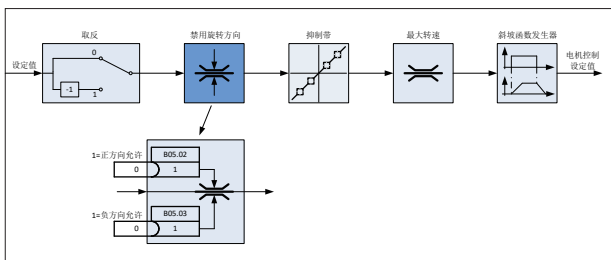 取反
禁用旋转方向
抑制带
最大转速
斜坡函数发生器
设定值
0
-1
1
电机控制
设定值
1=正方向允许
B05.02
0
1
1=负方向允许
B05.03
0
1